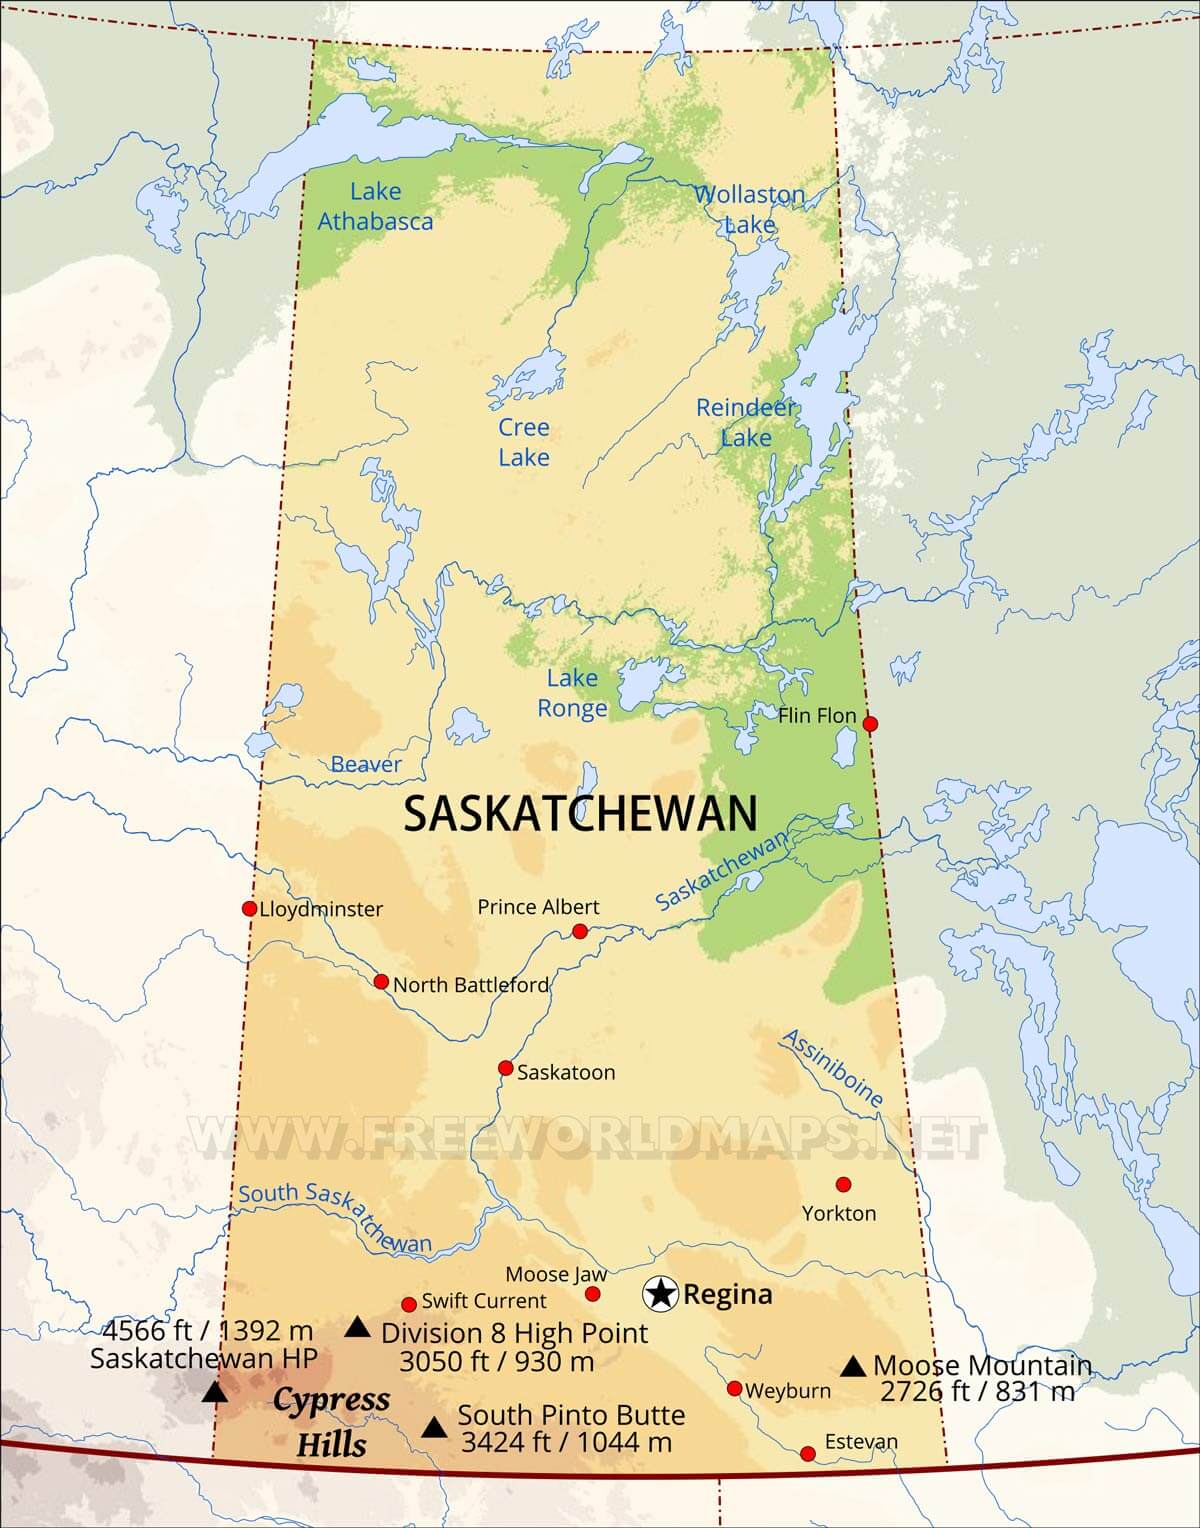 Lake
Athabasca
Wollaston
Lake
Cree
Lake
Reindeer
Lake
Lake
Ronge
Flin Flon
Beaver
SASKATCHEWAN
Saskatchewan
Prince Albert
Lloydminster
North Battleford
Assiniboine
Saskatoon
WWW.FREEWORLDMAPS.NET
South Saskatchewan
Yorkton
Moose Jaw
Regina
Swift Current
4566 ft / 1392 m
Saskatchewan HP
Division 8 High Point
3050 ft / 930 m
Moose Mountain
2726 ft / 831 m
Cypress
Hills
Weyburn
South Pinto Butte
3424 ft / 1044 m
Estevan